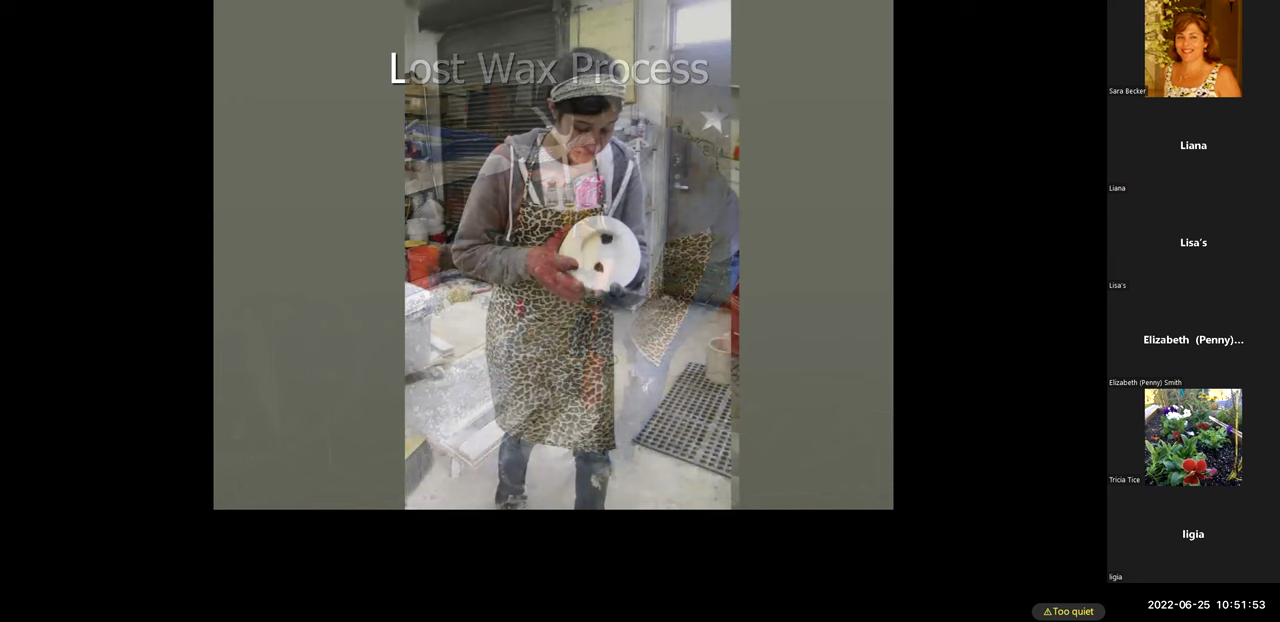 Lost Wax Process
Sara Becker
Liana
Liana
Lisa's
Lisa's
Elizabeth (Penny)...
Elizabeth (Penny) Smith
Tricia Tice
ligia
ligia
⚠Too quiet
2022-06-25 10:51:53